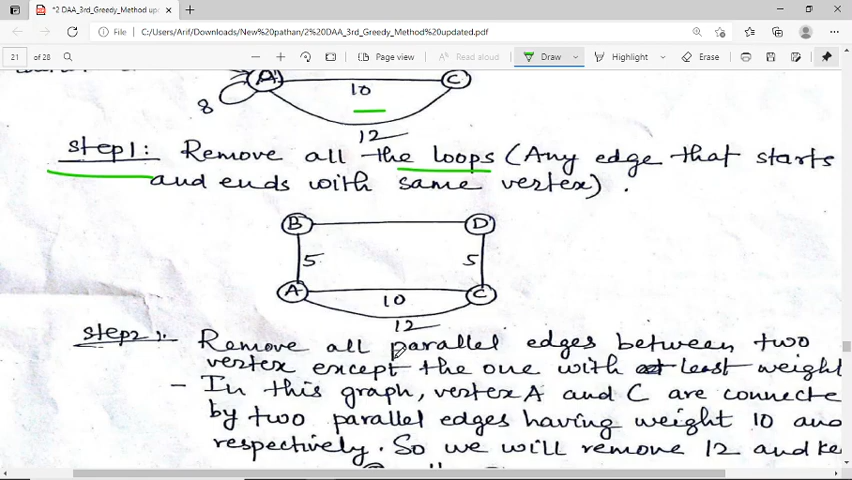 *2 DAA_3rd_Greedy_Method up
File C:/Users/Arif/Downloads/New%20pathan/2%20DAA_3rd_Greedy_Method%20updated.pdf
21 of 28 Page view Read aloud Draw Highlight Erase
A C
8 10
12
step1: Remove all the loops (Any edge that starts
and ends with same vertex).
B D
5 5
A 10 C
12
step2:- Remove all parallel edges between two
vertex except the one with least weight
- In this graph, vertex A and C are connecte
by two parallel edges having weight 10 and
respectively. So we will remove 12 and ke